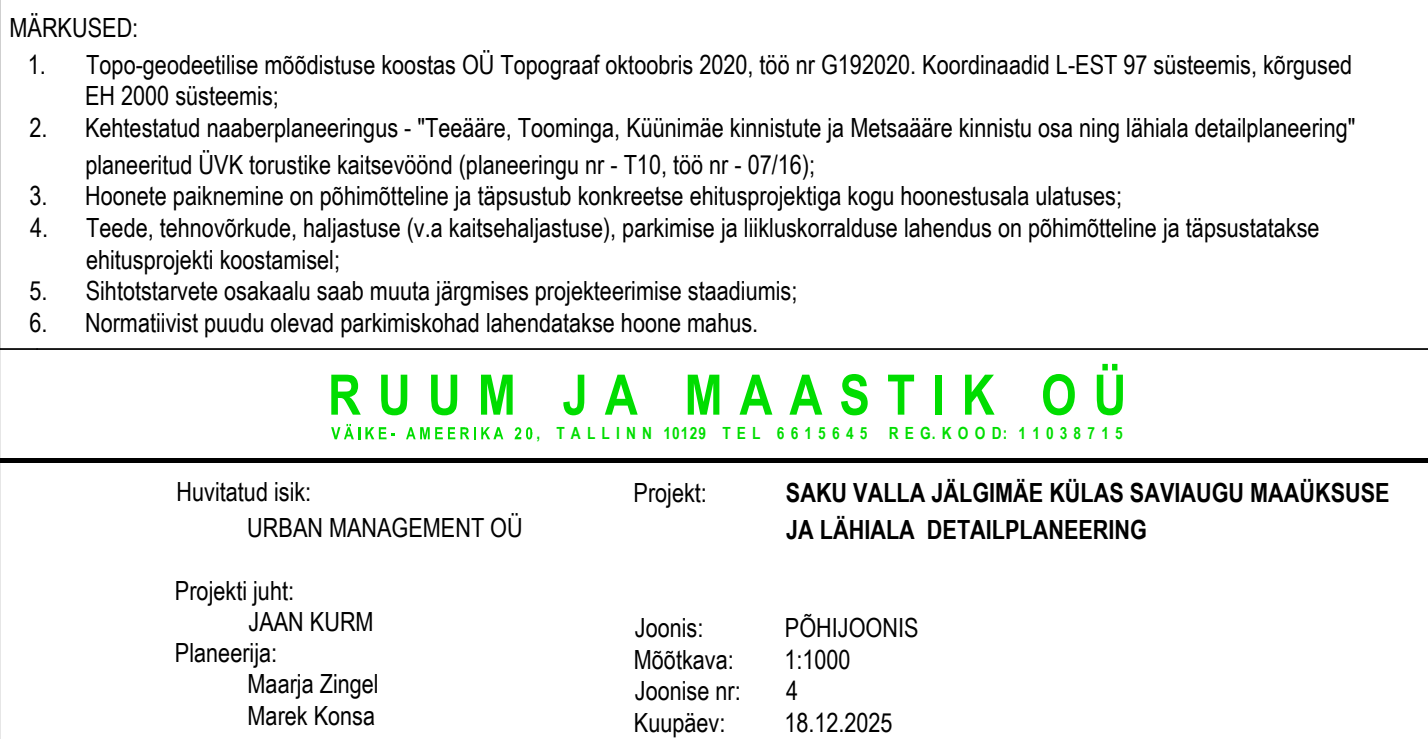 MÄRKUSED:
1. Topo-geodeetilise mõõdistuse koostas OÜ Topograaf oktoobris 2020, töö nr G192020. Koordinaadid L-EST 97 süsteemis, kõrgused
EH 2000 süsteemis;
2. Kehtestatud naaberplaneeringus - "Teeääre, Toominga, Küünimäe kinnistute ja Metsaääre kinnistu osa ning lähiala detailplaneering"
planeeritud ÜVK torustike kaitsevöönd (planeeringu nr - T10, töö nr - 07/16);
3. Hoonete paiknemine on põhimõtteline ja täpsustub konkreetse ehitusprojektiga kogu hoonestusala ulatuses;
4. Teede, tehnovõrkude, haljastuse (v.a kaitsehaljastuse), parkimise ja liikluskorralduse lahendus on põhimõtteline ja täpsustatakse
ehitusprojekti koostamisel;
5. Sihtotstarvete osakaalu saab muuta järgmises projekteerimise staadiumis;
6. Normatiivist puudu olevad parkimiskohad lahendatakse hoone mahus.
RUUM JA MAASTIK OÜ
VÄIKE- AMEERIKA 20, TALLINN 10129 TEL 6615645 REG.KOOD: 11038715
Huvitatud isik:
URBAN MANAGEMENT OÜ
Projekt: SAKU VALLA JÄLGIMÄE KÜLAS SAVIAUGU MAAÜKSUSE
JA LÄHIALA DETAILPLANEERING
Projekti juht:
JAAN KURM
Planeerija:
Maarja Zingel
Marek Konsa
Joonis: PÕHIJOONIS
Mõõtkava: 1:1000
Joonise nr: 4
Kuupäev: 18.12.2025